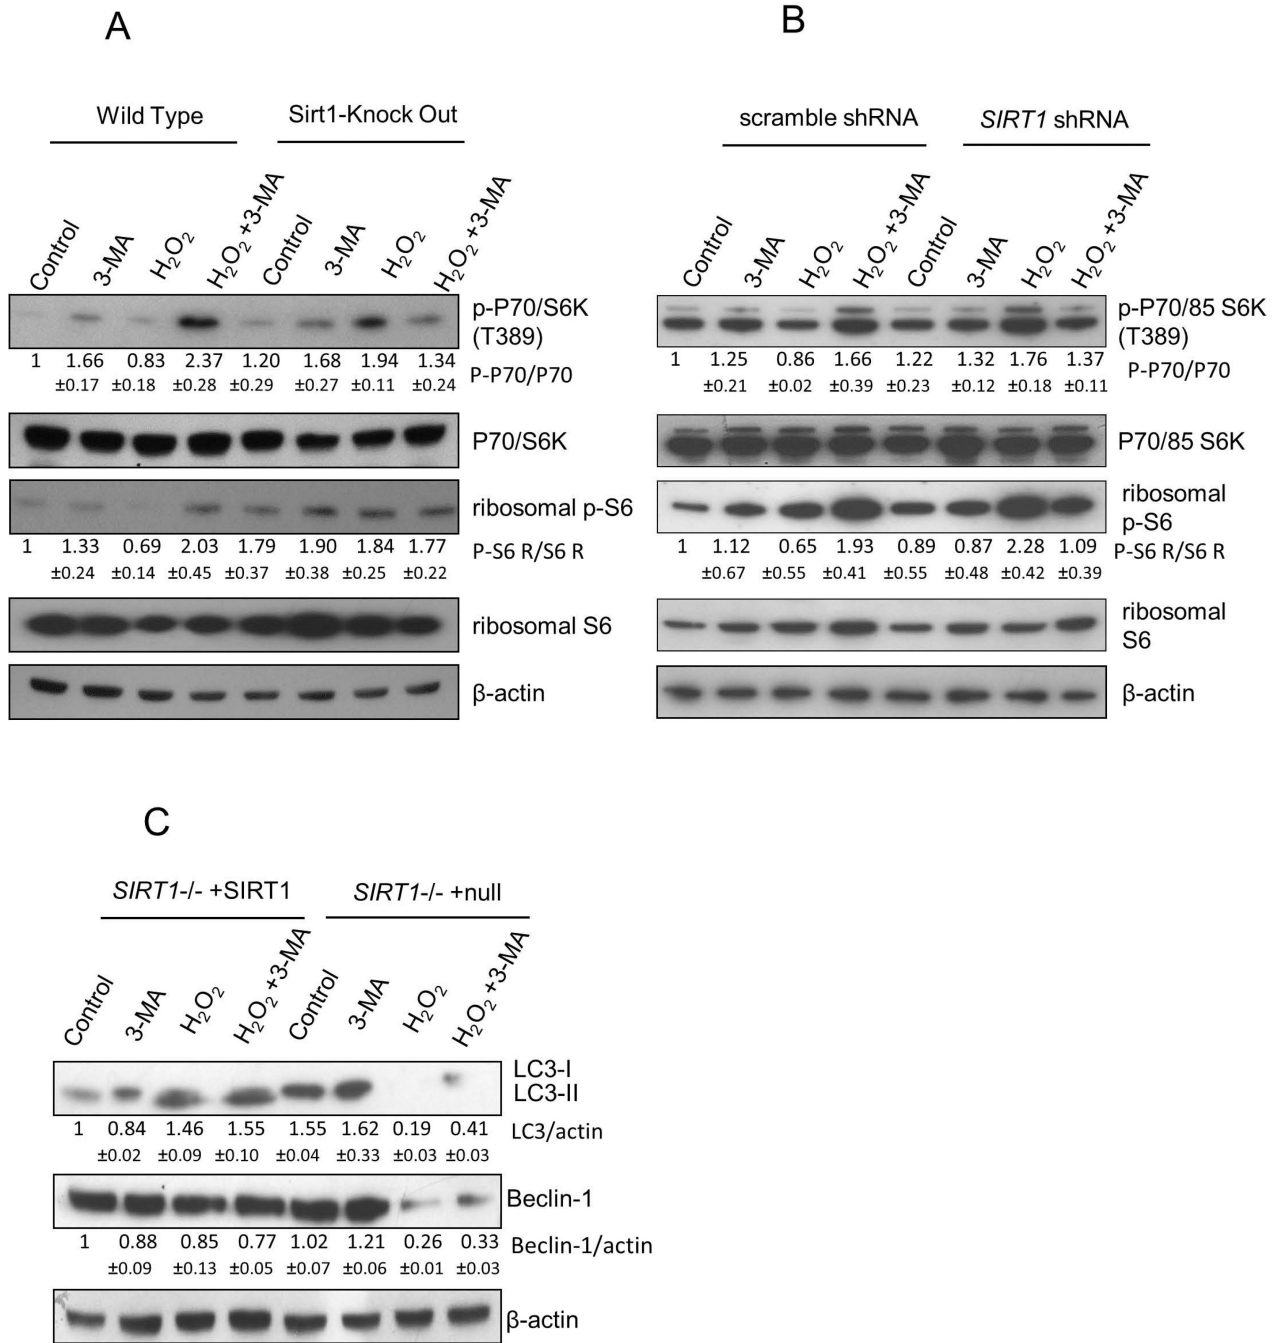 A
Wild Type
Sirt1-Knock Out
Control
3-MA
H₂O₂
H₂O₂ +3-MA
Control
3-MA
H₂O₂
H₂O₂ +3-MA
p-P70/S6K
(T389)
1 1.66 0.83 2.37 1.20 1.68 1.94 1.34
P-P70/P70
±0.17 ±0.18 ±0.28 ±0.29 ±0.27 ±0.11 ±0.24
P70/S6K
ribosomal p-S6
1 1.33 0.69 2.03 1.79 1.90 1.84 1.77
P-S6 R/S6 R
±0.24 ±0.14 ±0.45 ±0.37 ±0.38 ±0.25 ±0.22
ribosomal S6
β-actin
B
scramble shRNA
SIRT1 shRNA
Control
3-MA
H₂O₂
H₂O₂ +3-MA
Control
3-MA
H₂O₂
H₂O₂ +3-MA
p-P70/85 S6K
(T389)
1 1.25 0.86 1.66 1.22 1.32 1.76 1.37
P-P70/P70
±0.21 ±0.02 ±0.39 ±0.23 ±0.12 ±0.18 ±0.11
P70/85 S6K
ribosomal
p-S6
1 1.12 0.65 1.93 0.89 0.87 2.28 1.09
P-S6 R/S6 R
±0.67 ±0.55 ±0.41 ±0.55 ±0.48 ±0.42 ±0.39
ribosomal
S6
β-actin
C
SIRT1-/- +SIRT1
SIRT1-/- +null
Control
3-MA
H₂O₂
H₂O₂ +3-MA
Control
3-MA
H₂O₂
H₂O₂ +3-MA
LC3-I
LC3-II
1 0.84 1.46 1.55 1.55 1.62 0.19 0.41
LC3/actin
±0.02 ±0.09 ±0.10 ±0.04 ±0.33 ±0.03 ±0.03
Beclin-1
1 0.88 0.85 0.77 1.02 1.21 0.26 0.33
Beclin-1/actin
±0.09 ±0.13 ±0.05 ±0.07 ±0.06 ±0.01 ±0.03
β-actin